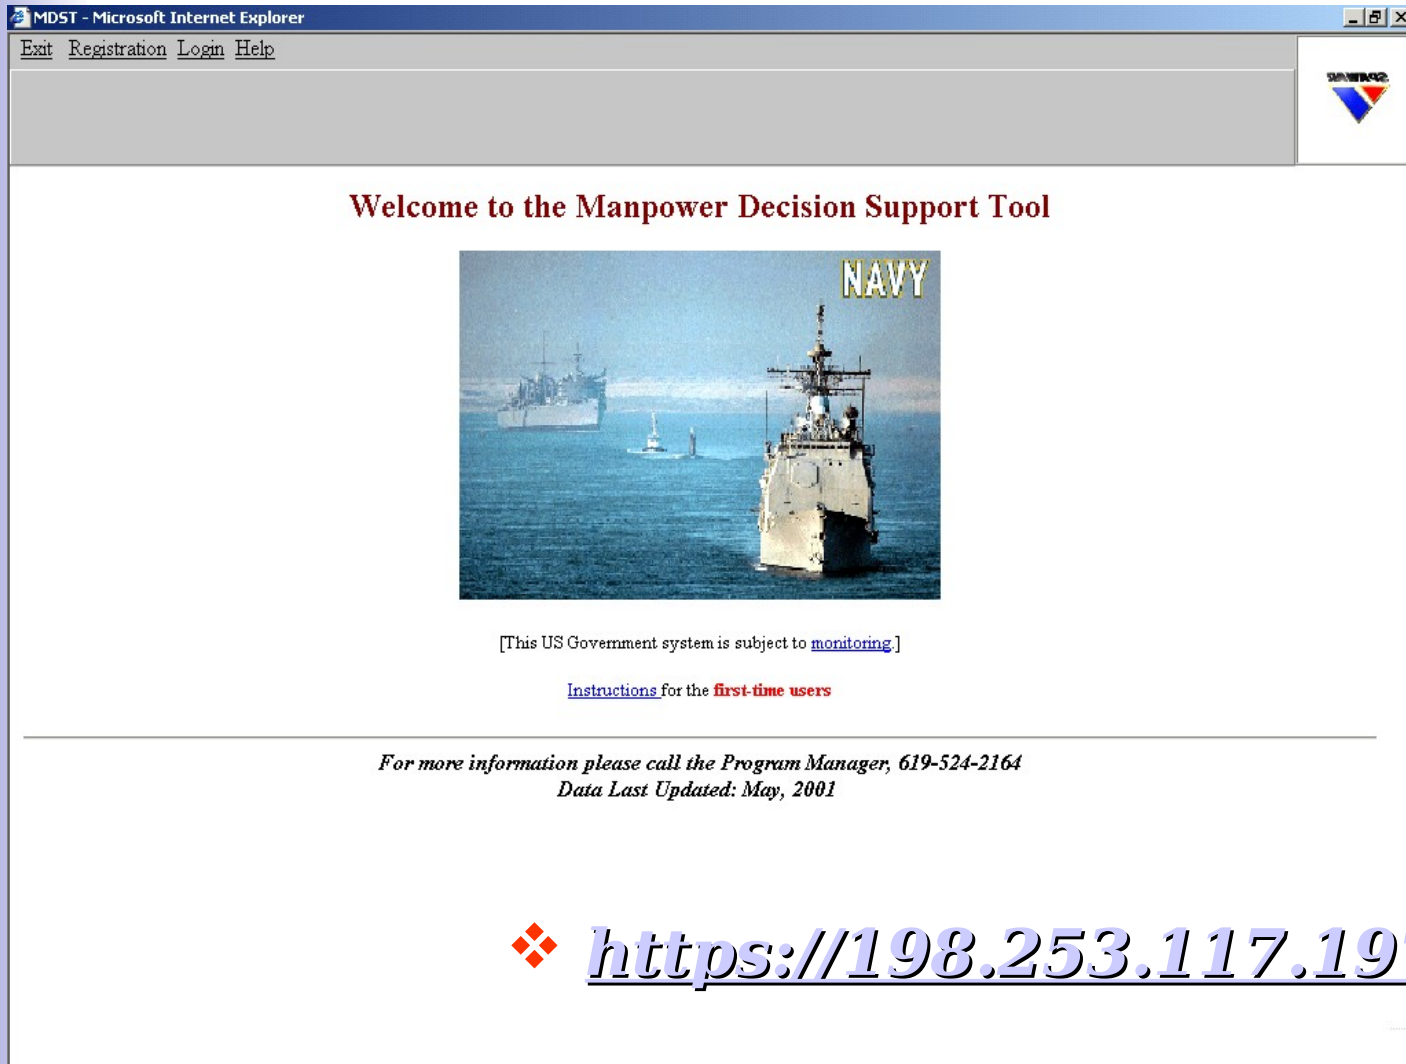 MDST - Microsoft Internet Explorer
Exit Registration Login Help
SPAWAR
Welcome to the Manpower Decision Support Tool
NAVY
[This US Government system is subject to monitoring.]
Instructions for the first-time users
For more information please call the Program Manager, 619-524-2164
Data Last Updated: May, 2001
❖ https://198.253.117.19